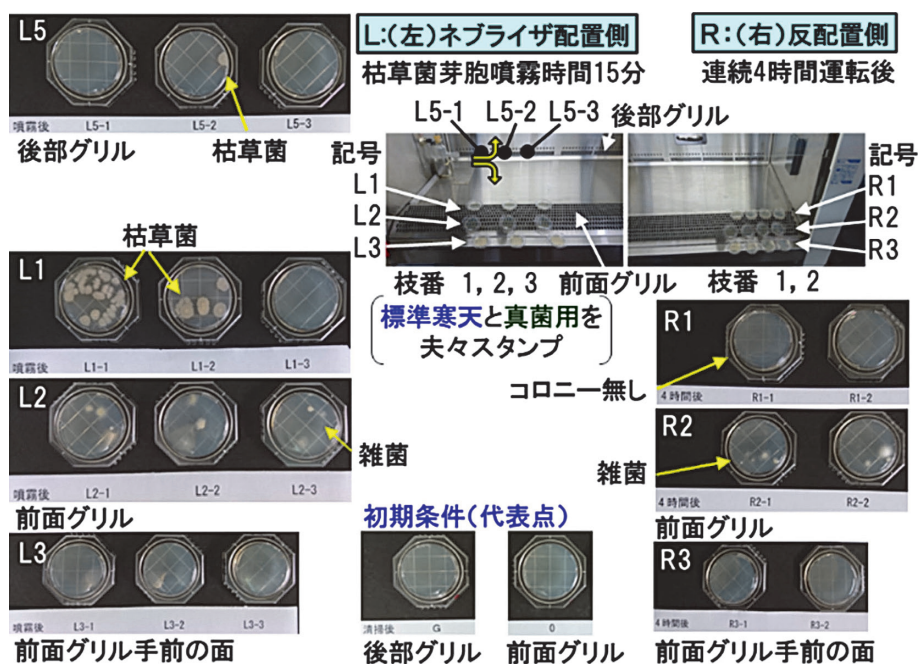 L5
噴霧後 L5-1 L5-2 L5-3
後部グリル 枯草菌
L:(左)ネブライザ配置側
枯草菌芽胞噴霧時間15分
R:(右)反配置側
連続4時間運転後
L5-1 L5-2 L5-3 後部グリル
記号
L1
L2
L3
記号
R1
R2
R3
枝番 1, 2, 3 前面グリル 枝番 1, 2
標準寒天と真菌用を
夫々スタンプ
枯草菌
L1
噴霧後 L1-1 L1-2 L1-3
L2
雑菌
噴霧後 L2-1 L2-2 L2-3
前面グリル
L3
噴霧後 L3-1 L3-2 L3-3
前面グリル手前の面
初期条件(代表点)
清掃後 G
後部グリル
0
前面グリル
R1
コロニー無し
4時間後 R1-1 R1-2
R2
雑菌
4時間後 R2-1 R2-2
前面グリル
R3
4時間後 R3-1 R3-2
前面グリル手前の面